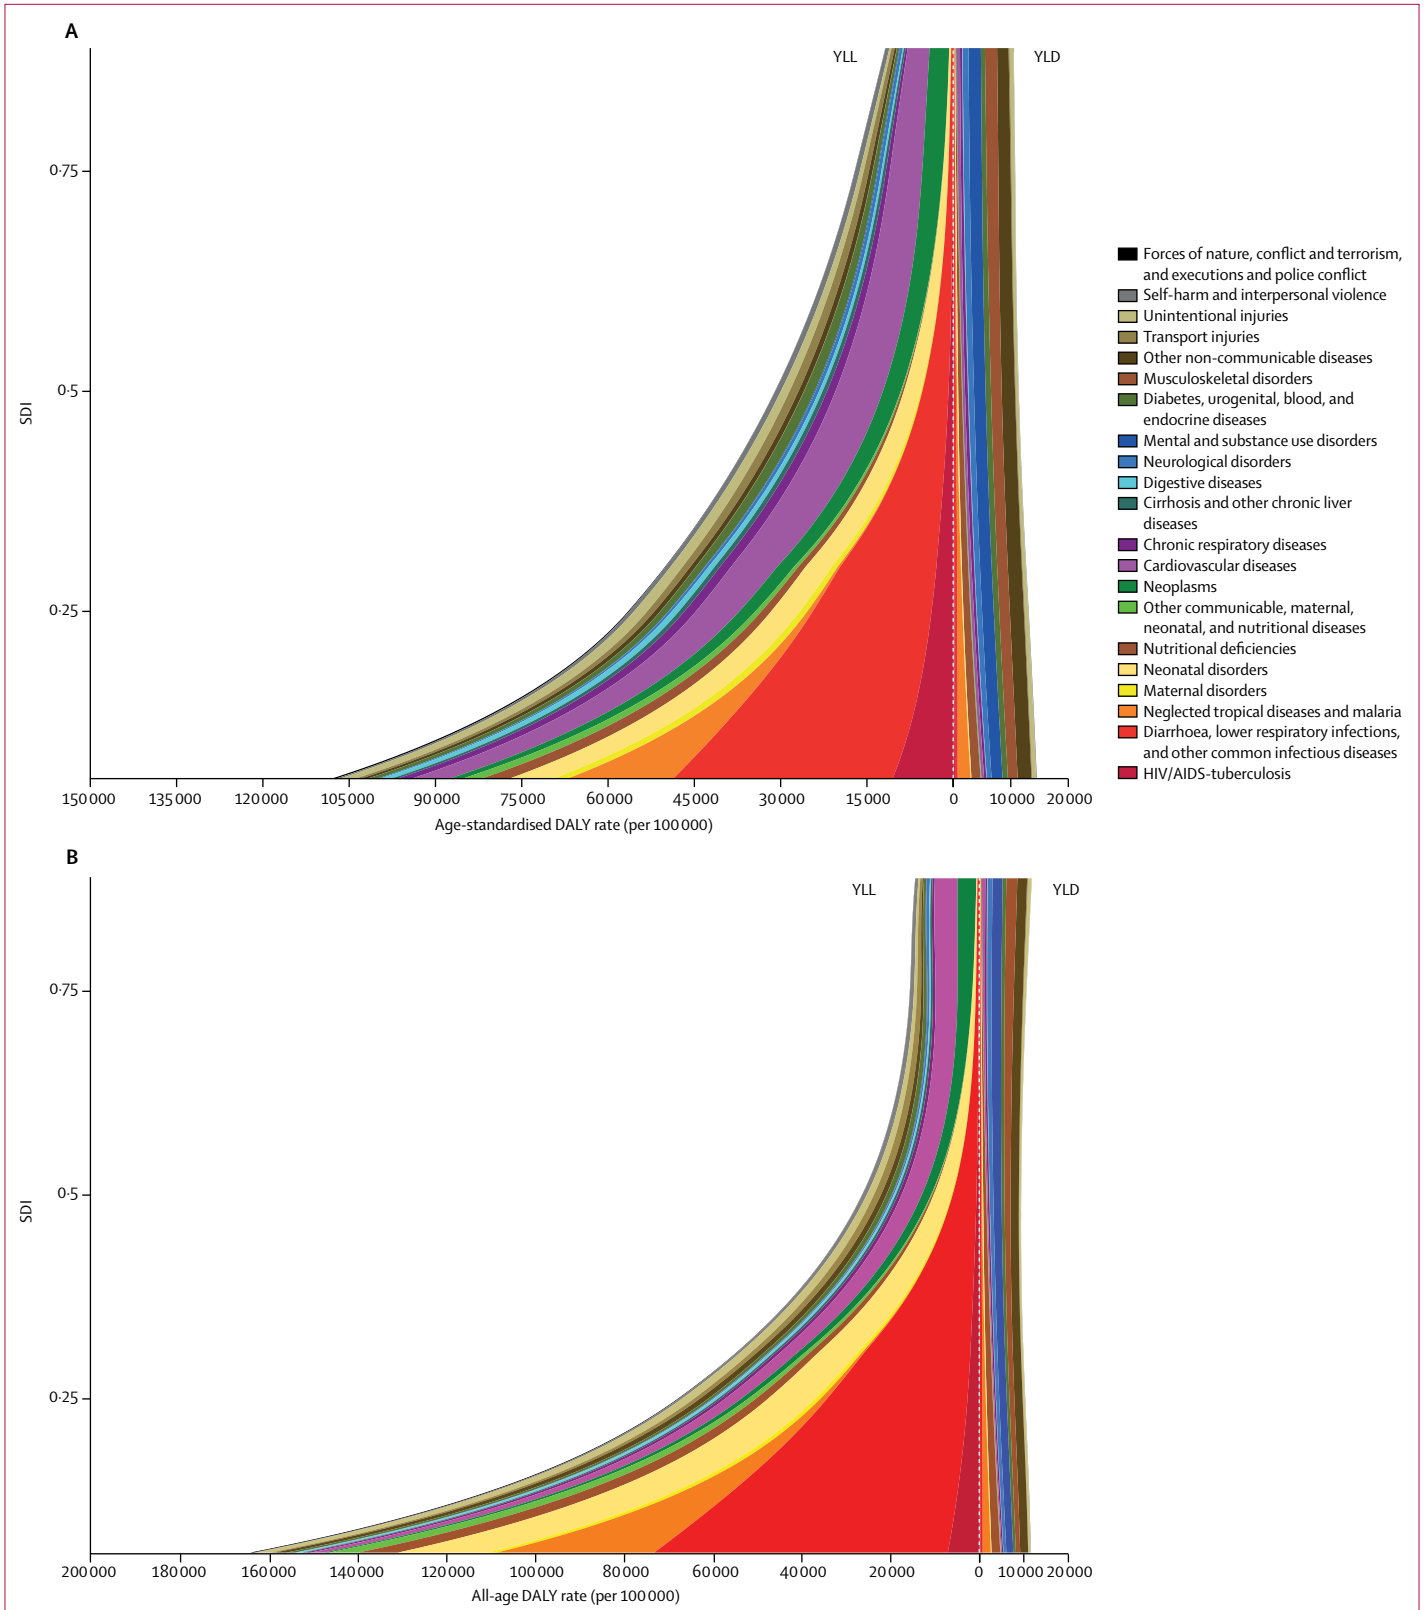 A
YLL
YLD
0·75
0·5
0·25
SDI
150 000 135 000 120 000 105 000 90 000 75 000 60 000 45 000 30 000 15 000 0 10 000 20 000
Age-standardised DALY rate (per 100 000)
Forces of nature, conflict and terrorism,
and executions and police conflict
Self-harm and interpersonal violence
Unintentional injuries
Transport injuries
Other non-communicable diseases
Musculoskeletal disorders
Diabetes, urogenital, blood, and
endocrine diseases
Mental and substance use disorders
Neurological disorders
Digestive diseases
Cirrhosis and other chronic liver
diseases
Chronic respiratory diseases
Cardiovascular diseases
Neoplasms
Other communicable, maternal,
neonatal, and nutritional diseases
Nutritional deficiencies
Neonatal disorders
Maternal disorders
Neglected tropical diseases and malaria
Diarrhoea, lower respiratory infections,
and other common infectious diseases
HIV/AIDS-tuberculosis
B
YLL
YLD
0·75
0·5
0·25
SDI
200 000 180 000 160 000 140 000 120 000 100 000 80 000 60 000 40 000 20 000 0 10 000 20 000
All-age DALY rate (per 100 000)